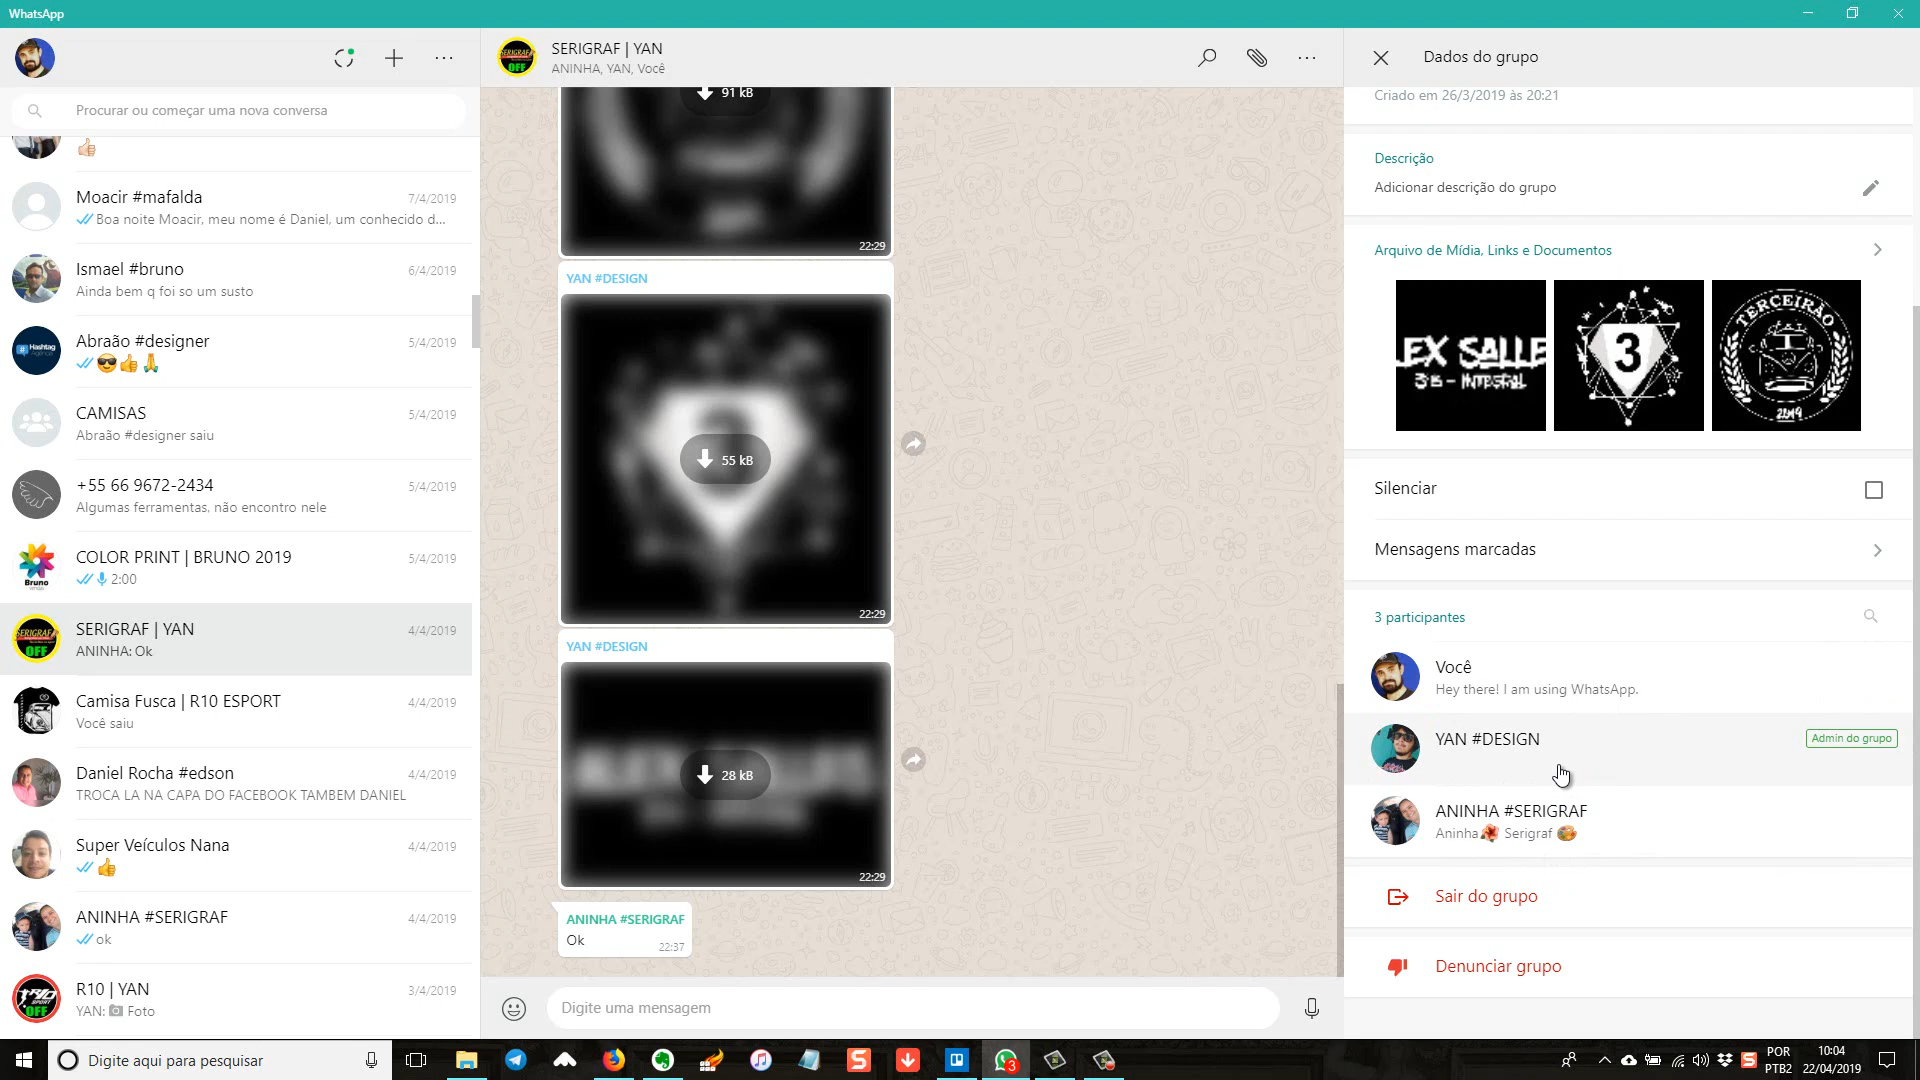 WhatsApp
Procurar ou começar uma nova conversa
Moacir #mafalda
7/4/2019
Boa noite Moacir, meu nome é Daniel, um conhecido d...
Ismael #bruno
6/4/2019
Ainda bem q foi so um susto
Abraão #designer
5/4/2019
CAMISAS
5/4/2019
Abraão #designer saiu
+55 66 9672-2434
5/4/2019
Algumas ferramentas, não encontro nele
COLOR PRINT | BRUNO 2019
5/4/2019
2:00
SERIGRAF | YAN
4/4/2019
ANINHA: Ok
Camisa Fusca | R10 ESPORT
4/4/2019
Você saiu
Daniel Rocha #edson
4/4/2019
TROCA LA NA CAPA DO FACEBOOK TAMBEM DANIEL
Super Veículos Nana
4/4/2019
ANINHA #SERIGRAF
4/4/2019
ok
R10 | YAN
3/4/2019
YAN: Foto
SERIGRAF | YAN
ANINHA, YAN, Você
91 kB
22:29
YAN #DESIGN
55 kB
22:29
YAN #DESIGN
28 kB
22:29
ANINHA #SERIGRAF
Ok
22:37
Digite uma mensagem
Dados do grupo
Criado em 26/3/2019 às 20:21
Descrição
Adicionar descrição do grupo
Arquivo de Mídia, Links e Documentos
LEX SALLE
3ºB - INTEGRAL
3
TERCEIRÃO
2019
Silenciar
Mensagens marcadas
3 participantes
Você
Hey there! I am using WhatsApp.
YAN #DESIGN
Admin do grupo
ANINHA #SERIGRAF
Aninha Serigraf
Sair do grupo
Denunciar grupo
Digite aqui para pesquisar
3
POR
PTB2
10:04
22/04/2019